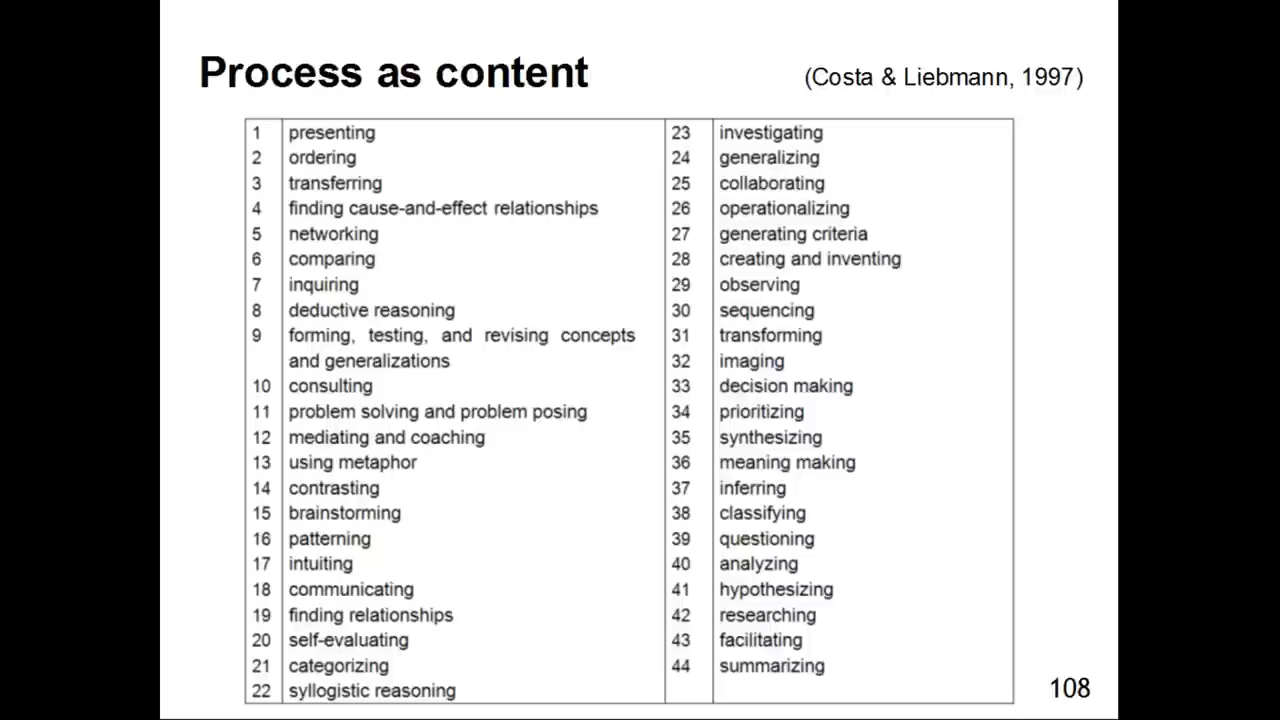 Process as content
(Costa & Liebmann, 1997)
1 presenting
2 ordering
3 transferring
4 finding cause-and-effect relationships
5 networking
6 comparing
7 inquiring
8 deductive reasoning
9 forming, testing, and revising concepts
and generalizations
10 consulting
11 problem solving and problem posing
12 mediating and coaching
13 using metaphor
14 contrasting
15 brainstorming
16 patterning
17 intuiting
18 communicating
19 finding relationships
20 self-evaluating
21 categorizing
22 syllogistic reasoning
23 investigating
24 generalizing
25 collaborating
26 operationalizing
27 generating criteria
28 creating and inventing
29 observing
30 sequencing
31 transforming
32 imaging
33 decision making
34 prioritizing
35 synthesizing
36 meaning making
37 inferring
38 classifying
39 questioning
40 analyzing
41 hypothesizing
42 researching
43 facilitating
44 summarizing
108